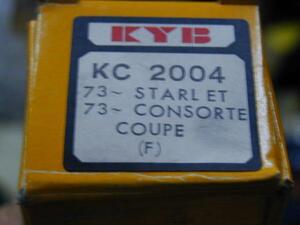 KYB
KC 2004
73~ STARLET
73~ CONSORTE
COUPE
(F)